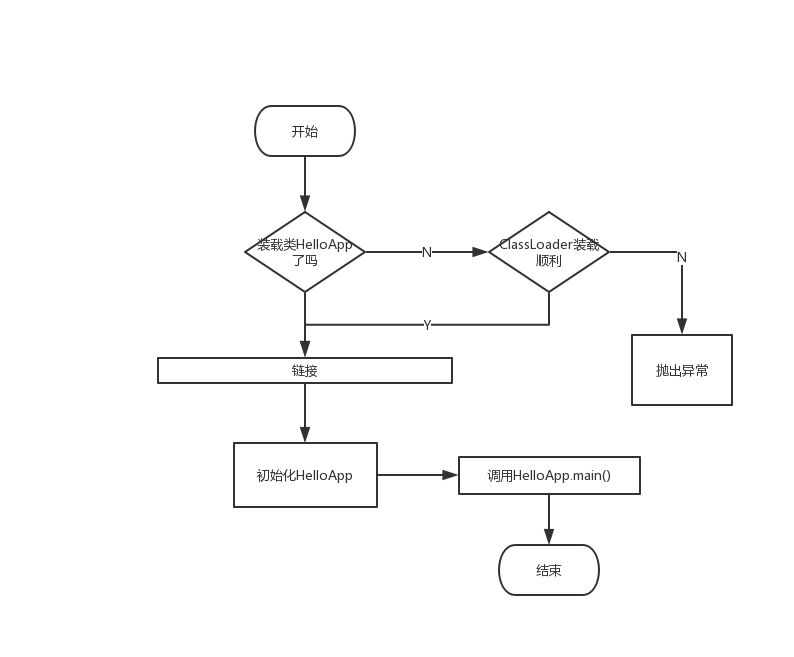 开始
装载类HelloApp
了吗
N
ClassLoader装载
顺利
N
Y
链接
抛出异常
初始化HelloApp
调用HelloApp.main()
结束